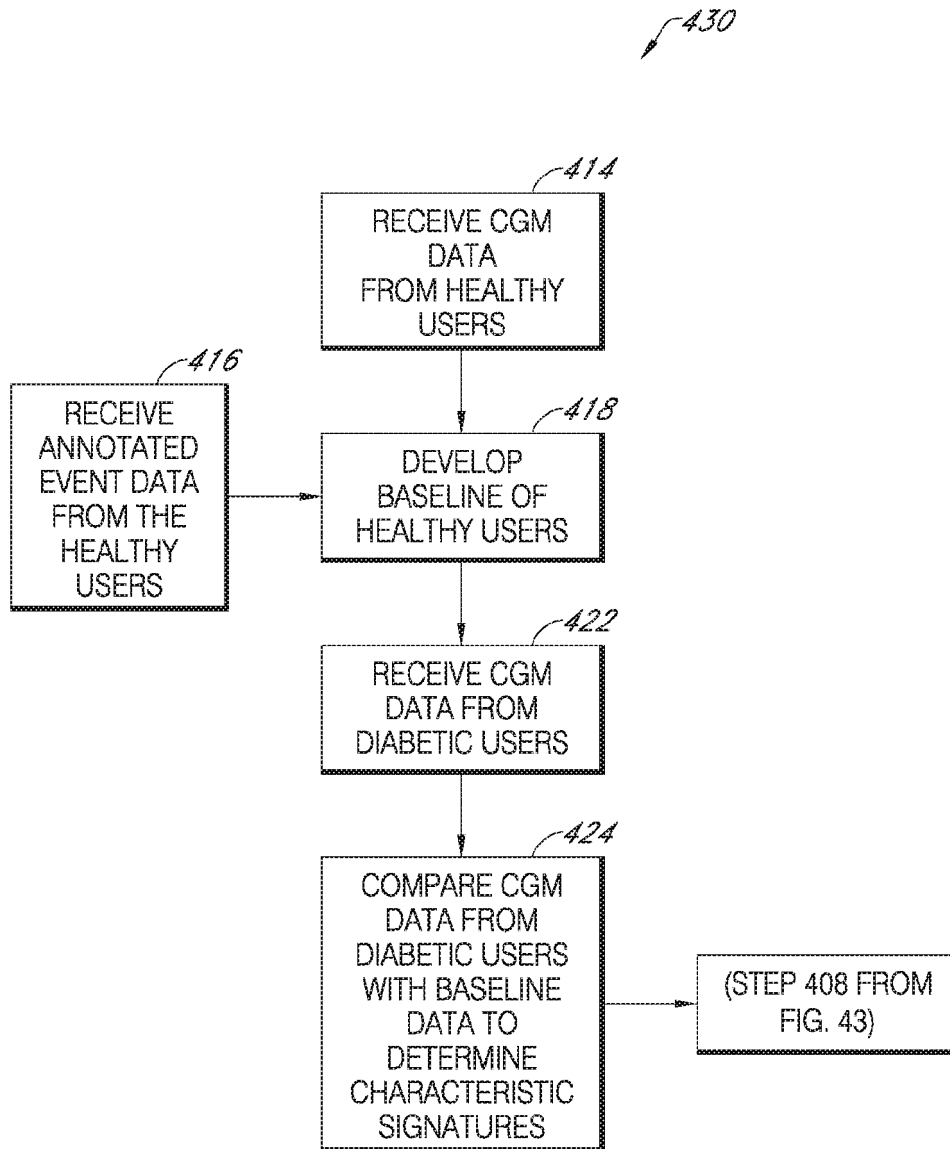 430
414
RECEIVE CGM
DATA
FROM HEALTHY
USERS
416
RECEIVE
ANNOTATED
EVENT DATA
FROM THE
HEALTHY
USERS
418
DEVELOP
BASELINE OF
HEALTHY USERS
422
RECEIVE CGM
DATA FROM
DIABETIC USERS
424
COMPARE CGM
DATA FROM
DIABETIC USERS
WITH BASELINE
DATA TO
DETERMINE
CHARACTERISTIC
SIGNATURES
(STEP 408 FROM
FIG. 43)